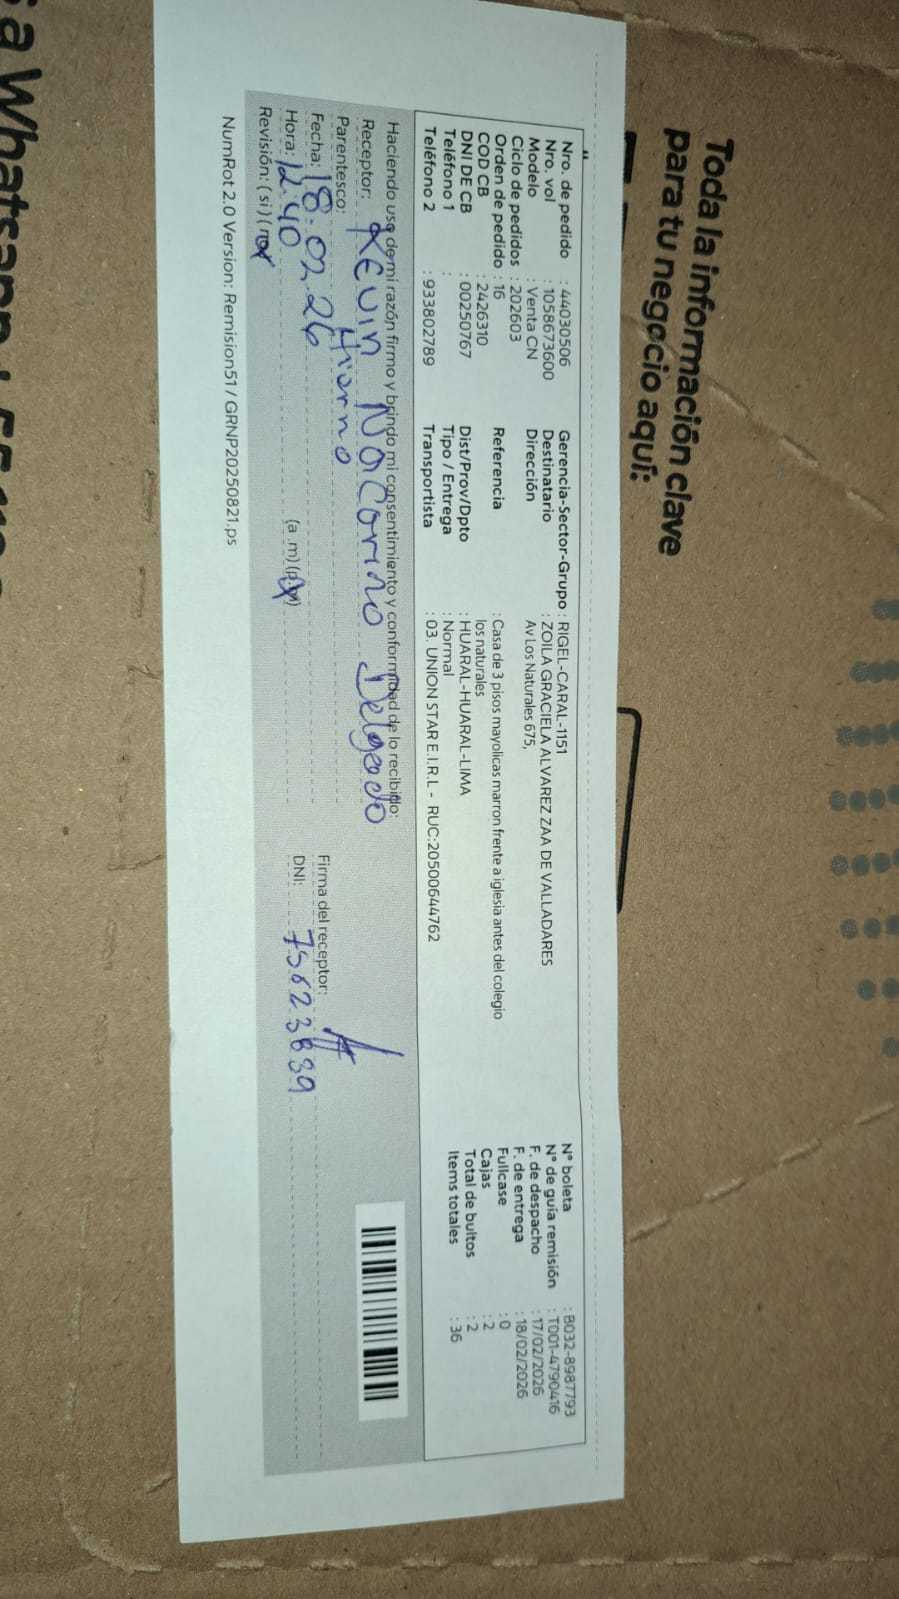 Toda la información clave
para tu negocio aquí:
Nro. de pedido : 44030506
Nro. vol : 1058673600
Modelo : Venta CN
Ciclo de pedidos : 202603
Orden de pedido : 16
COD CB : 2426310
DNI DE CB : 00250767
Teléfono 1 :
Teléfono 2 : 933802789
Gerencia-Sector-Grupo : RIGEL-CARAL-1151
Destinatario : ZOILA GRACIELA ALVAREZ ZAA DE VALLADARES
Dirección Av Los Naturales 675,
Referencia : Casa de 3 pisos mayolicas marron frente a iglesia antes del colegio
los naturales
Dist/Prov/Dpto : HUARAL-HUARAL-LIMA
Tipo / Entrega : Normal
Transportista : 03. UNION STAR E.I.R.L - RUC:20500644762
N° boleta : B032-8987793
N° de guía remisión : T001-4790416
F. de despacho : 17/02/2026
F. de entrega : 18/02/2026
Fullcase : 0
Cajas : 2
Total de bultos : 2
Items totales : 36
Haciendo uso de mi razón firmo y brindo mi consentimiento y conformidad de lo recibido:
Receptor: Kevin Nacorino Delgado
Parentesco: Hierno
Fecha: 18.02.26
Hora: 12:40 (a .m) (p.m)
Revisión: ( si ) ( no)
Firma del receptor:
DNI: 75623839
NumRot 2.0 Version: Remision51 / GRNP20250821.ps
a Whatsapp